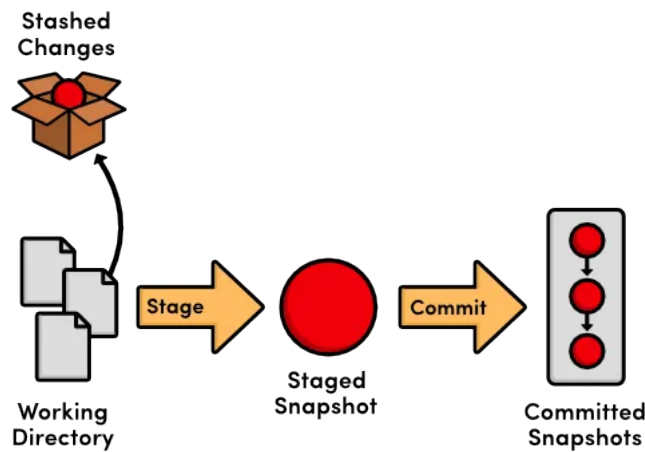 Stashed
Changes
Stage
Commit
Staged
Snapshot
Working
Directory
Committed
Snapshots